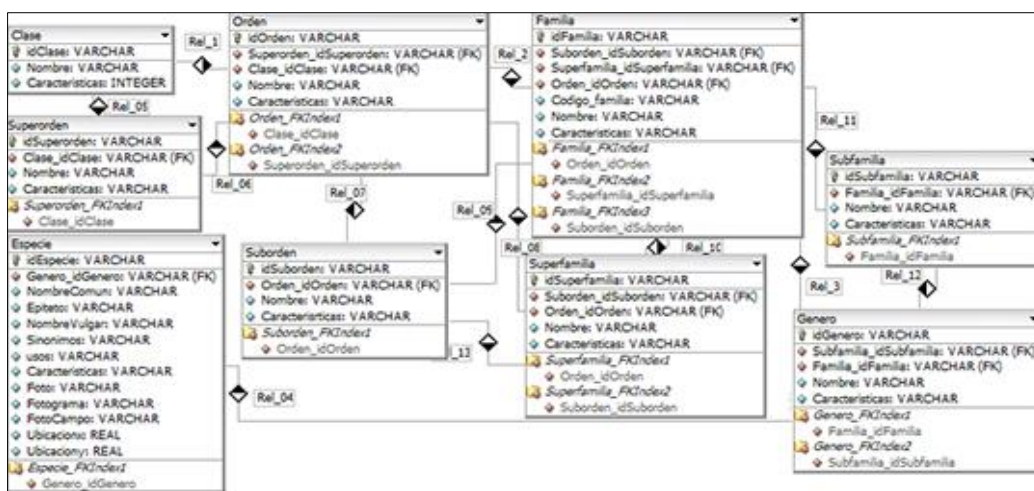 Clase
idClase: VARCHAR
Nombre: VARCHAR
Caracteristicas: INTEGER
Rel_1
Rel_05
Superorden
idSuperorden: VARCHAR
Clase_idClase: VARCHAR (FK)
Nombre: VARCHAR
Caracteristicas: VARCHAR
Superorden_FKIndex1
Clase_idClase
Rel_06
Orden
idOrden: VARCHAR
Superorden_idSuperorden: VARCHAR (FK)
Clase_idClase: VARCHAR (FK)
Nombre: VARCHAR
Caracteristicas: VARCHAR
Orden_FKIndex1
Clase_idClase
Orden_FKIndex2
Superorden_idSuperorden
Rel_07
Rel_2
Familia
idFamilia: VARCHAR
Suborden_idSuborden: VARCHAR (FK)
Superfamilia_idSuperfamilia: VARCHAR (FK)
Orden_idOrden: VARCHAR (FK)
Codigo_familia: VARCHAR
Nombre: VARCHAR
Caracteristicas: VARCHAR
Familia_FKIndex1
Orden_idOrden
Familia_FKIndex2
Superfamilia_idSuperfamilia
Familia_FKIndex3
Suborden_idSuborden
Rel_11
Subfamilia
idSubfamilia: VARCHAR
Familia_idFamilia: VARCHAR (FK)
Nombre: VARCHAR
Caracteristicas: VARCHAR
Subfamilia_FKIndex1
Familia_idFamilia
Rel_12
Rel_3
Especie
idEspecie: VARCHAR
Genero_idGenero: VARCHAR (FK)
NombreComun: VARCHAR
Epiteto: VARCHAR
NombreVulgar: VARCHAR
Sinonimos: VARCHAR
usos: VARCHAR
Caracteristicas: VARCHAR
Foto: VARCHAR
Fotograma: VARCHAR
FotoCampo: VARCHAR
Ubicacionx: REAL
Ubicaciony: REAL
Especie_FKIndex1
Genero_idGenero
Rel_04
Suborden
idSuborden: VARCHAR
Orden_idOrden: VARCHAR (FK)
Nombre: VARCHAR
Caracteristicas: VARCHAR
Suborden_FKIndex1
Orden_idOrden
Rel_08
Rel_10
Superfamilia
idSuperfamilia: VARCHAR
Suborden_idSuborden: VARCHAR (FK)
Orden_idOrden: VARCHAR (FK)
Nombre: VARCHAR
Caracteristicas: VARCHAR
Superfamilia_FKIndex1
Orden_idOrden
Superfamilia_FKIndex2
Suborden_idSuborden
Genero
idGenero: VARCHAR
Subfamilia_idSubfamilia: VARCHAR (FK)
Familia_idFamilia: VARCHAR (FK)
Nombre: VARCHAR
Caracteristicas: VARCHAR
Genero_FKIndex1
Familia_idFamilia
Genero_FKIndex2
Subfamilia_idSubfamilia